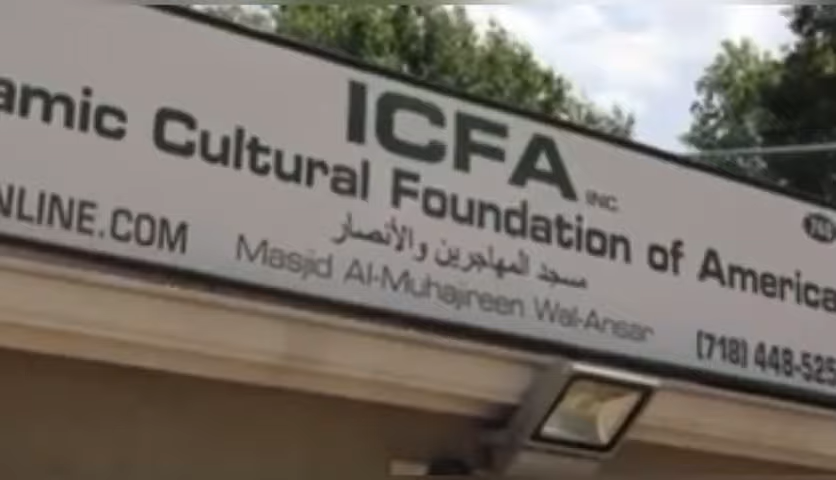 ICFA INC.
amic Cultural Foundation of America
مسجد المهاجرين والأنصار
NLINE.COM Masjid Al-Muhajireen Wal-Ansar (718) 448-525